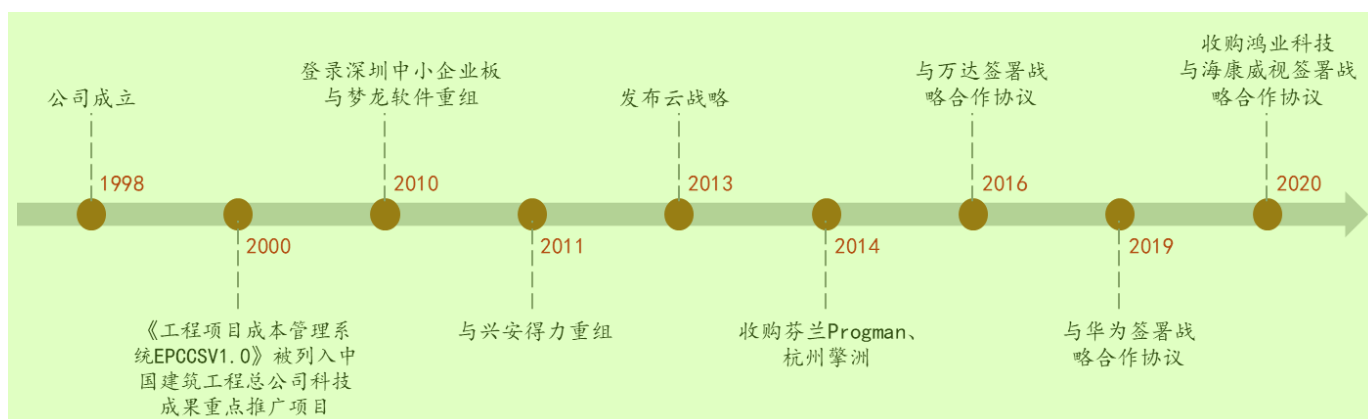 公司成立
1998
2000
《工程项目成本管理系
统EPCCSV1.0》被列入中
国建筑工程总公司科技
成果重点推广项目
登录深圳中小企业板
与梦龙软件重组
2010
2011
与兴安得力重组
发布云战略
2013
2014
收购芬兰Progman、
杭州擎洲
与万达签署战
略合作协议
2016
2019
与华为签署战
略合作协议
收购鸿业科技
与海康威视签署战
略合作协议
2020